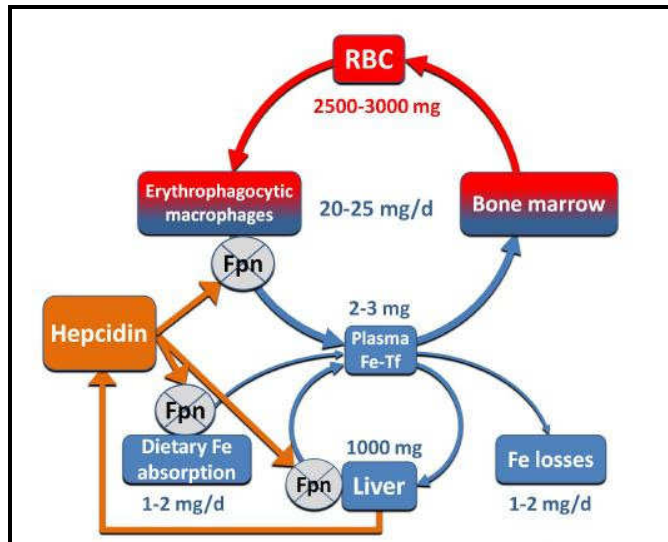 RBC
2500-3000 mg
Erythrophagocytic
macrophages
20-25 mg/d
Bone marrow
Fpn
Hepcidin
2-3 mg
Plasma
Fe-Tf
Fpn
Dietary Fe
absorption
1-2 mg/d
1000 mg
Fpn
Liver
Fe losses
1-2 mg/d